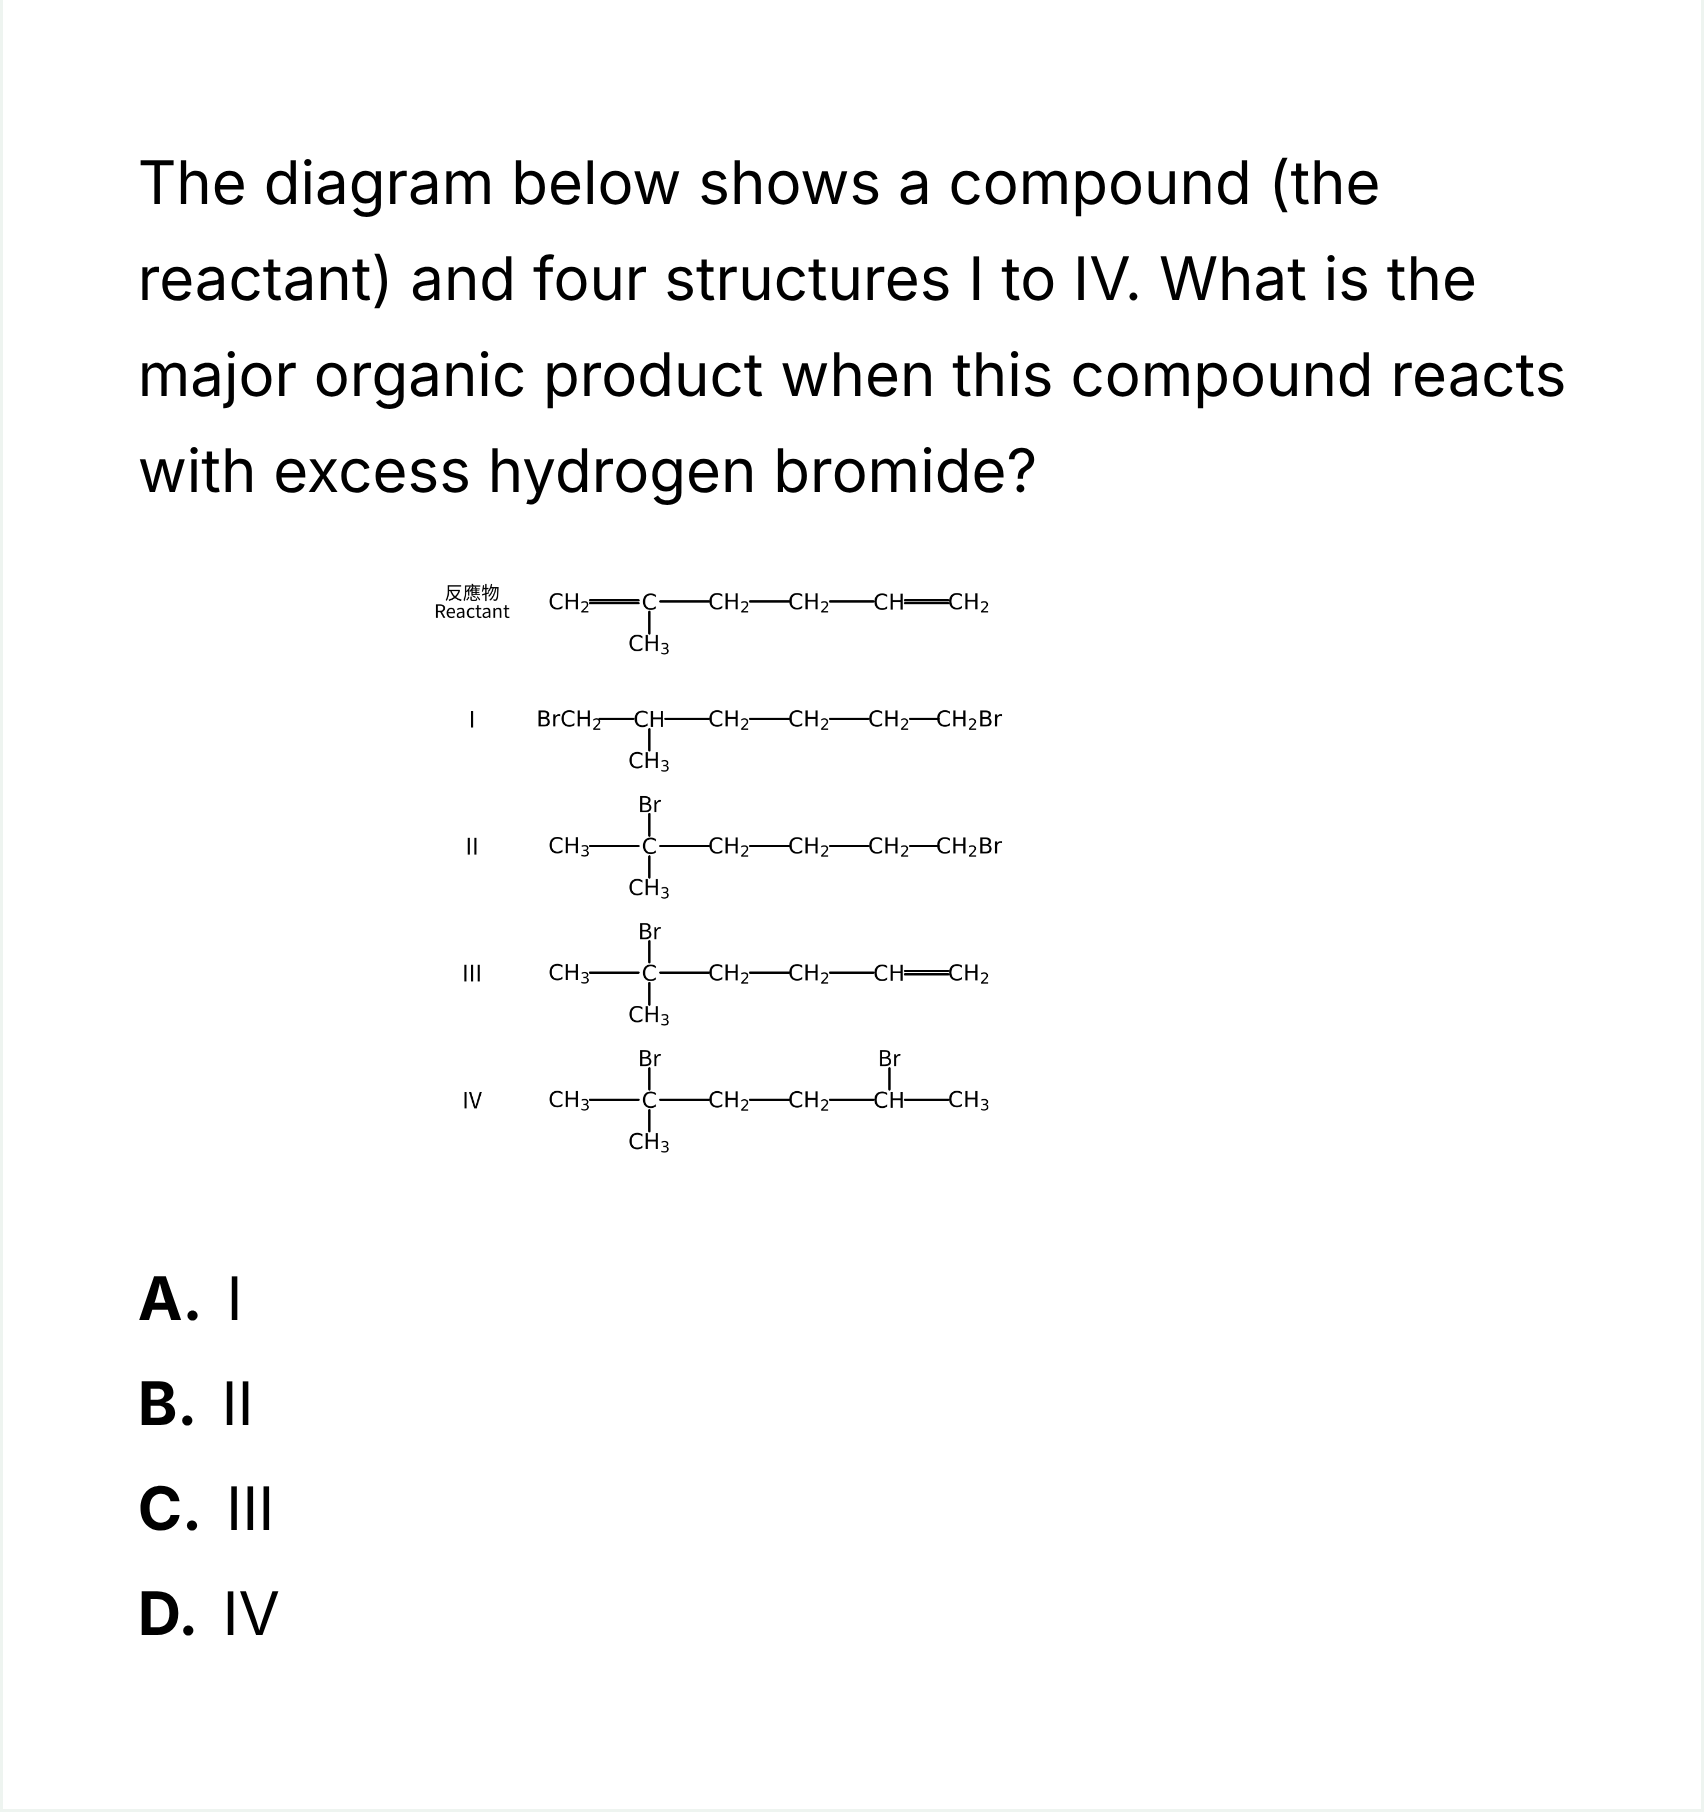 The diagram below shows a compound (the
reactant) and four structures I to IV. What is the
major organic product when this compound reacts
with excess hydrogen bromide?
反應物
Reactant
CH₂ C CH₂ CH₂ CH CH₂
CH₃
I BrCH₂ CH CH₂ CH₂ CH₂ CH₂Br
CH₃
Br
II CH₃ C CH₂ CH₂ CH₂ CH₂Br
CH₃
Br
III CH₃ C CH₂ CH₂ CH CH₂
CH₃
Br Br
IV CH₃ C CH₂ CH₂ CH CH₃
CH₃
A. I
B. II
C. III
D. IV